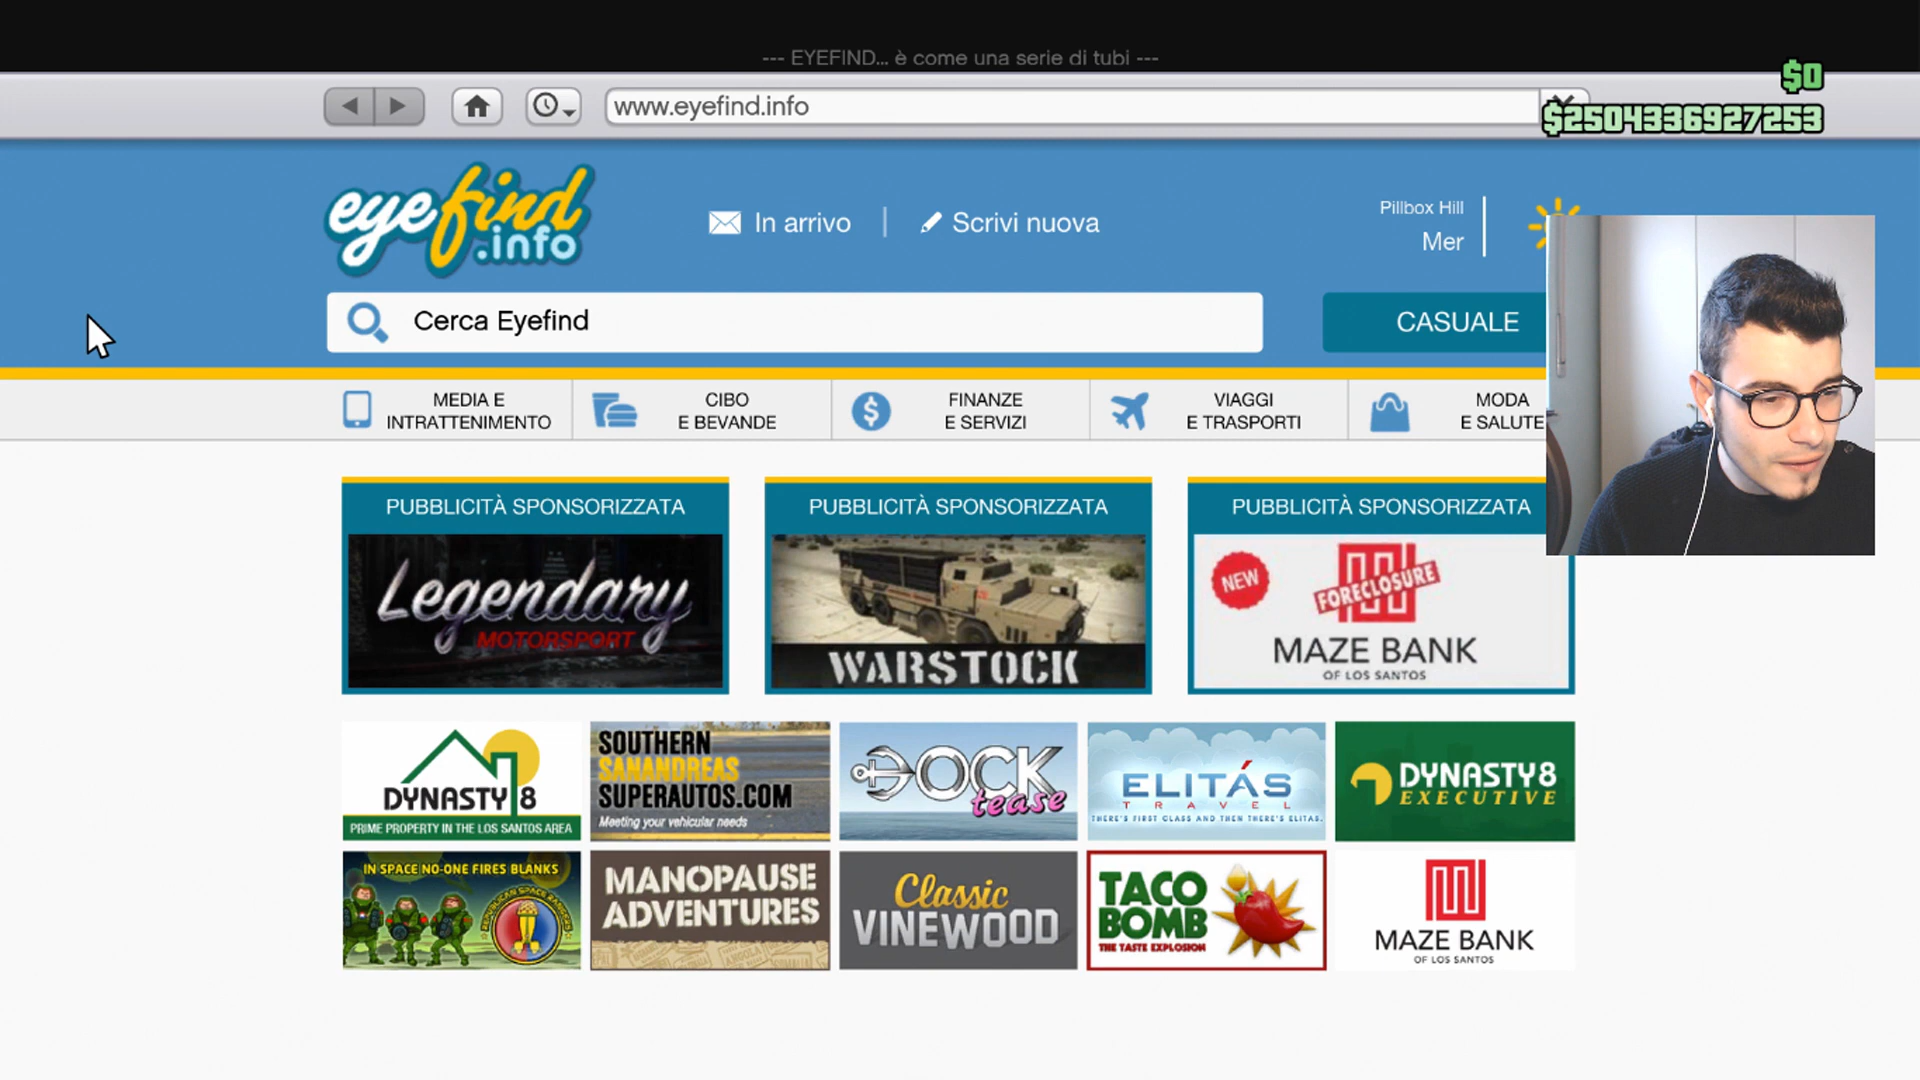 --- EYEFIND... è come una serie di tubi ---
$0
www.eyefind.info
$2504336927253
eyefind
.info
In arrivo
Scrivi nuova
Pillbox Hill
Mer
Cerca Eyefind
CASUALE
MEDIA E
INTRATTENIMENTO
CIBO
E BEVANDE
FINANZE
E SERVIZI
VIAGGI
E TRASPORTI
MODA
E SALUTE
PUBBLICITÀ SPONSORIZZATA
Legendary
MOTORSPORT
PUBBLICITÀ SPONSORIZZATA
WARSTOCK
PUBBLICITÀ SPONSORIZZATA
NEW
FORECLOSURE
MAZE BANK
OF LOS SANTOS
DYNASTY 8
PRIME PROPERTY IN THE LOS SANTOS AREA
SOUTHERN
SANANDREAS
SUPERAUTOS.COM
Meeting your vehicular needs
DOCK
tease
ELITÁS
TRAVEL
THERE'S FIRST CLASS AND THEN THERE'S ELITAS.
DYNASTY8
EXECUTIVE
IN SPACE NO-ONE FIRES BLANKS
REPUBLICAN SPACE RANGERS
MANOPAUSE
ADVENTURES
Classic
VINEWOOD
TACO
BOMB
THE TASTE EXPLOSION
MAZE BANK
OF LOS SANTOS